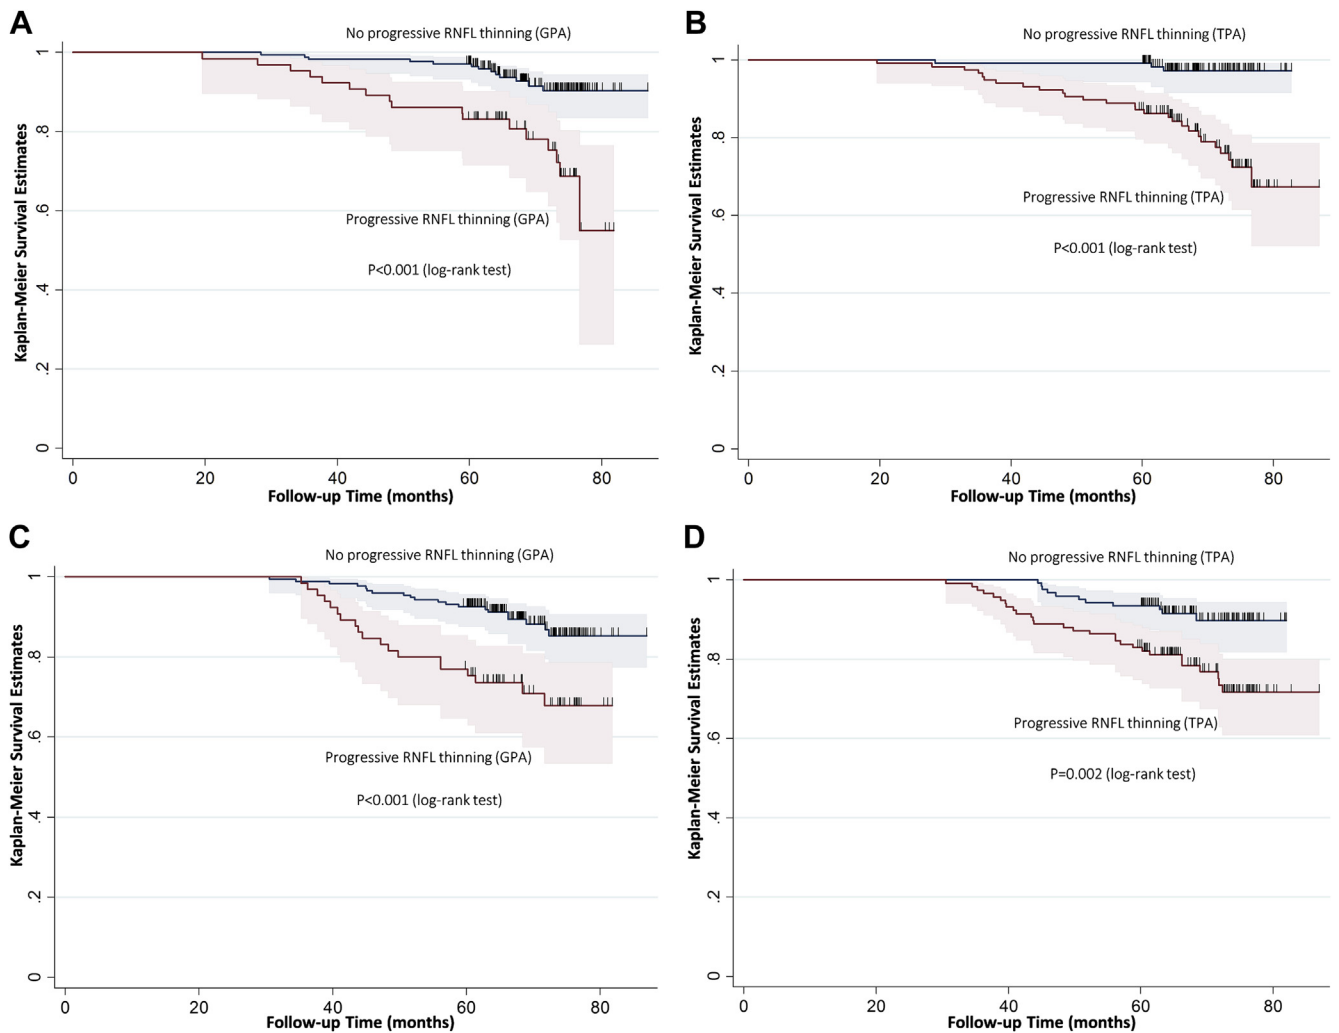 A
No progressive RNFL thinning (GPA)
Kaplan-Meier Survival Estimates
1
.8
.6
.4
.2
0
Progressive RNFL thinning (GPA)
P<0.001 (log-rank test)
0 20 40 60 80
Follow-up Time (months)
B
No progressive RNFL thinning (TPA)
Kaplan-Meier Survival Estimates
1
.8
.6
.4
.2
0
Progressive RNFL thinning (TPA)
P<0.001 (log-rank test)
0 20 40 60 80
Follow-up Time (months)
C
No progressive RNFL thinning (GPA)
Kaplan-Meier Survival Estimates
1
.8
.6
.4
.2
0
Progressive RNFL thinning (GPA)
P<0.001 (log-rank test)
0 20 40 60 80
Follow-up Time (months)
D
No progressive RNFL thinning (TPA)
Kaplan-Meier Survival Estimates
1
.8
.6
.4
.2
0
Progressive RNFL thinning (TPA)
P=0.002 (log-rank test)
0 20 40 60 80
Follow-up Time (months)